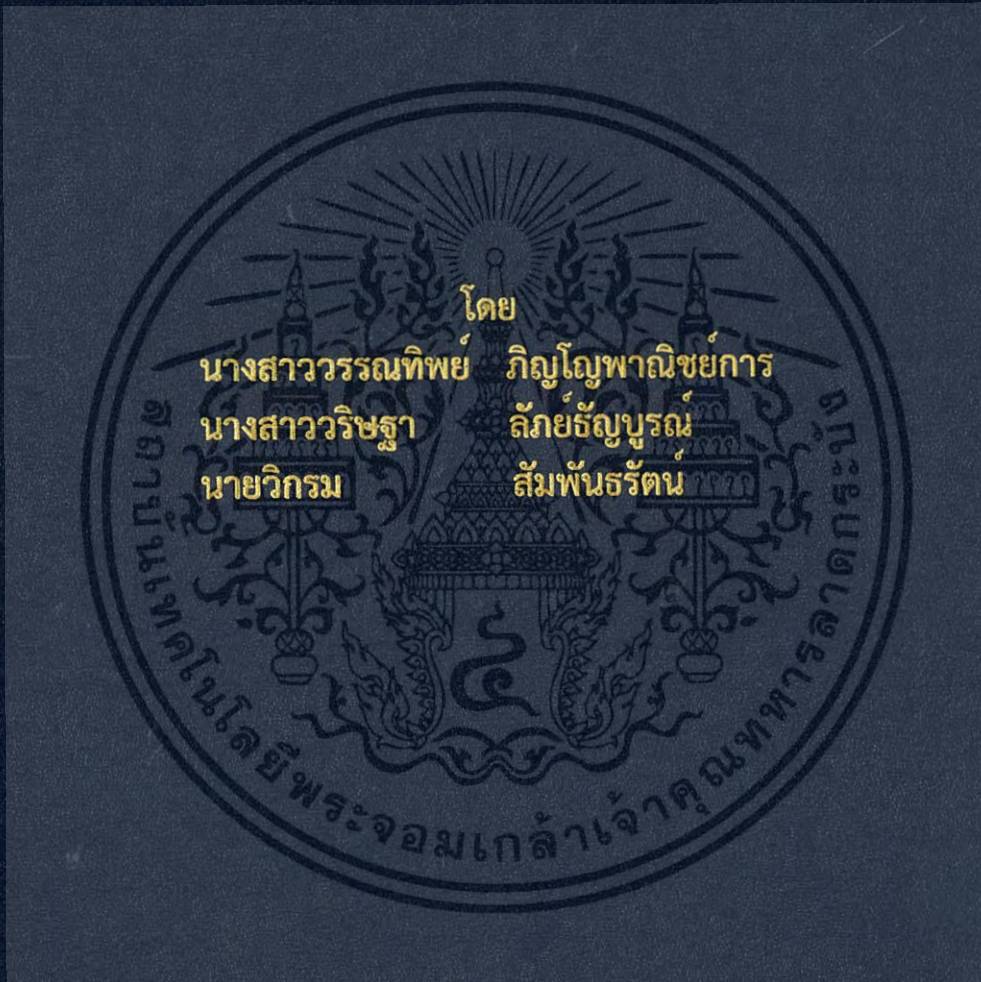 โดย
นางสาววรรณทิพย์ ภิญโญพาณิชย์การ
นางสาววริษฐา ลัภย์ธัญบูรณ์
นายวิกรม สัมพันธรัตน์
สถาบันเทคโนโลยีพระจอมเกล้าเจ้าคุณทหารลาดกระบัง
๔